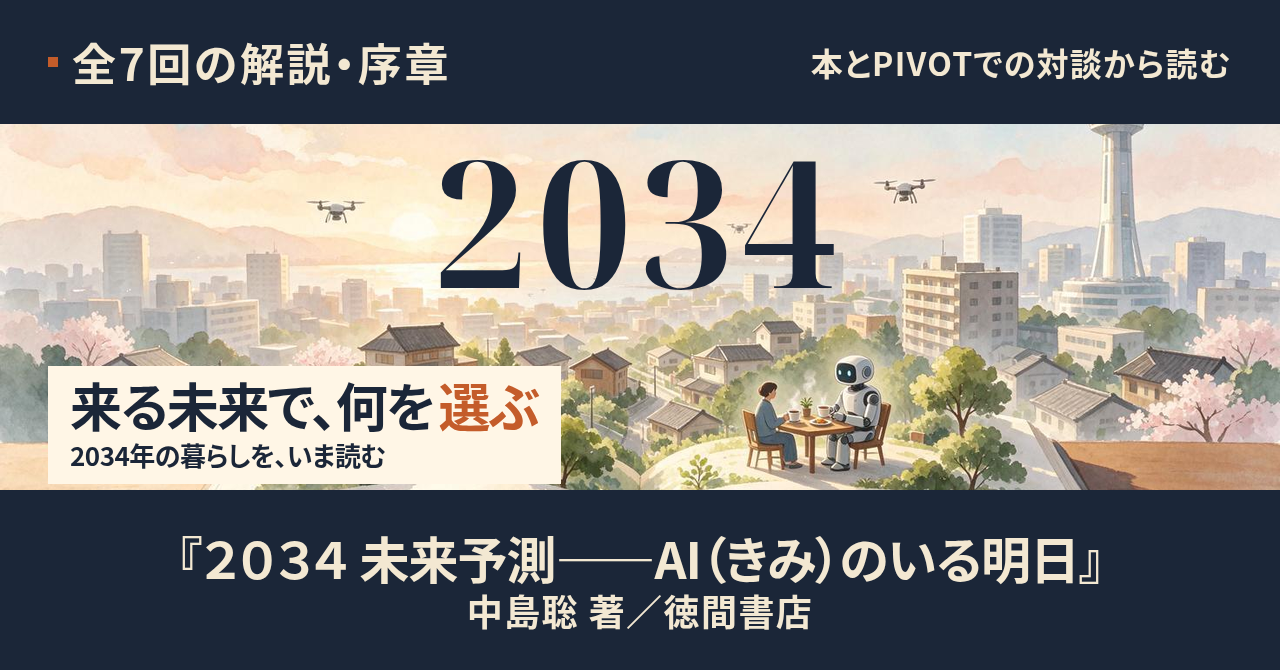 全7回の解説・序章
本とPIVOTでの対談から読む
2034
来る未来で、何を選ぶ
2034年の暮らしを、いま読む
『2034 未来予測――AI(きみ)のいる明日』
中島聡 著／徳間書店